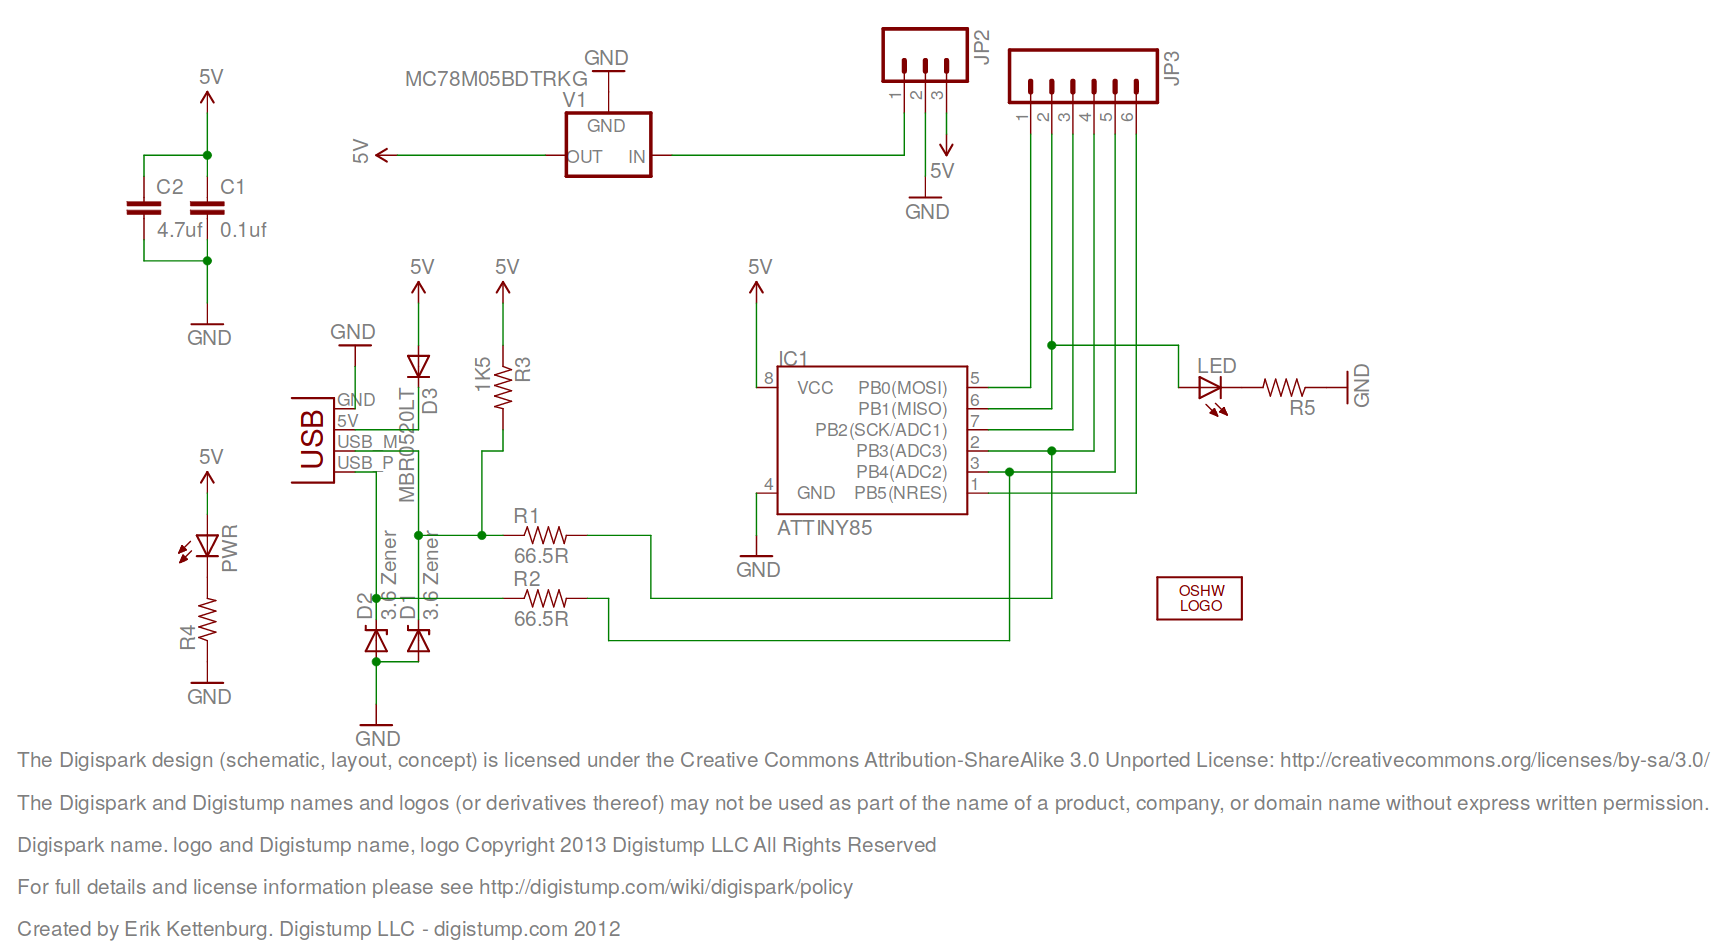 5V
C2
C1
4.7uf
0.1uf
GND
GND
MC78M05BDTRKG
V1
GND
OUT
IN
5V
JP2
1
2
3
5V
GND
JP3
1
2
3
4
5
6
5V
5V
GND
USB
GND
5V
USB_M
USB_P
MBR0520LT
D3
1K5
R3
5V
PWR
R4
GND
D2
3.6 Zener
D1
3.6 Zener
GND
R1
66.5R
R2
66.5R
5V
IC1
8
VCC
PB0(MOSI)
5
PB1(MISO)
6
PB2(SCK/ADC1)
7
PB3(ADC3)
2
PB4(ADC2)
3
4
GND
PB5(NRES)
1
ATTINY85
GND
LED
R5
GND
OSHW
LOGO
The Digispark design (schematic, layout, concept) is licensed under the Creative Commons Attribution-ShareAlike 3.0 Unported License: http://creativecommons.org/licenses/by-sa/3.0/
The Digispark and Digistump names and logos (or derivatives thereof) may not be used as part of the name of a product, company, or domain name without express written permission.
Digispark name. logo and Digistump name, logo Copyright 2013 Digistump LLC All Rights Reserved
For full details and license information please see http://digistump.com/wiki/digispark/policy
Created by Erik Kettenburg. Digistump LLC - digistump.com 2012